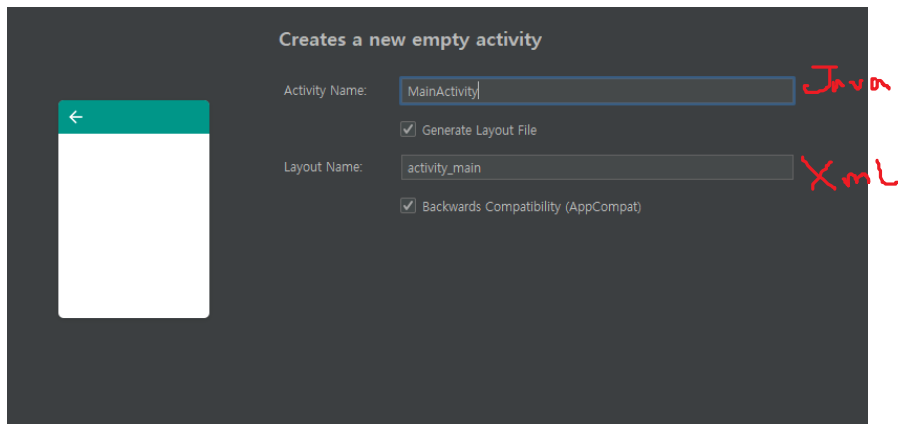 Creates a new empty activity
Activity Name: MainActivity Java
Generate Layout File
Layout Name: activity_main XmL
Backwards Compatibility (AppCompat)